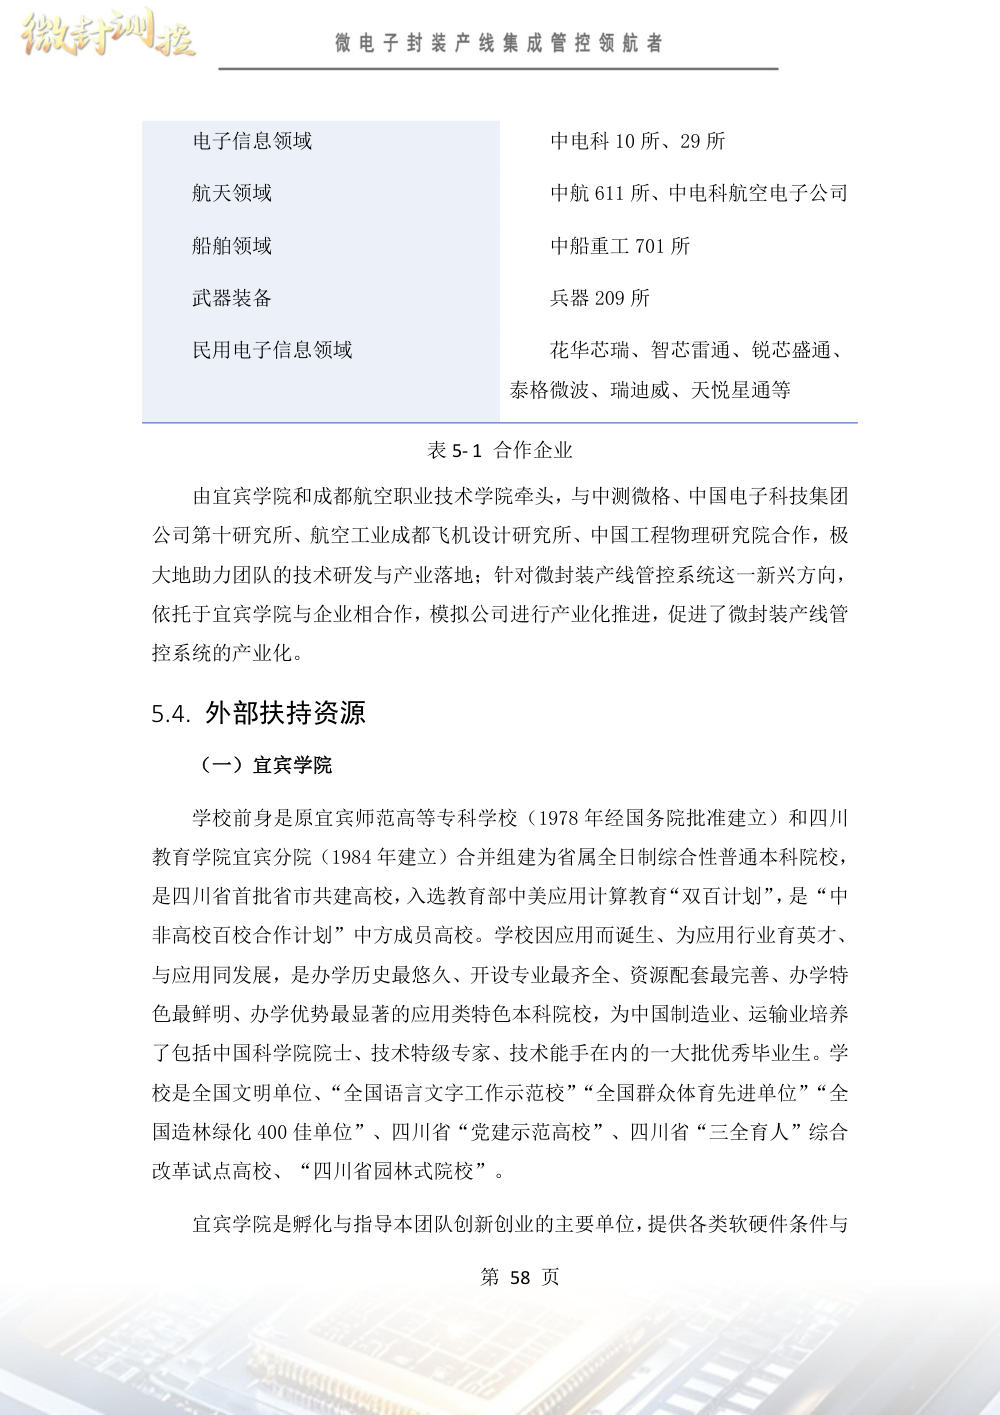 微封测控
微电子封装产线集成管控领航者
电子信息领域 中电科 10 所、29 所
航天领域 中航 611 所、中电科航空电子公司
船舶领域 中船重工 701 所
武器装备 兵器 209 所
民用电子信息领域 花华芯瑞、智芯雷通、锐芯盛通、
泰格微波、瑞迪威、天悦星通等
表 5- 1 合作企业
由宜宾学院和成都航空职业技术学院牵头，与中测微格、中国电子科技集团
公司第十研究所、航空工业成都飞机设计研究所、中国工程物理研究院合作，极
大地助力团队的技术研发与产业落地；针对微封装产线管控系统这一新兴方向，
依托于宜宾学院与企业相合作，模拟公司进行产业化推进，促进了微封装产线管
控系统的产业化。
5.4. 外部扶持资源
（一）宜宾学院
学校前身是原宜宾师范高等专科学校（1978 年经国务院批准建立）和四川
教育学院宜宾分院（1984 年建立）合并组建为省属全日制综合性普通本科院校，
是四川省首批省市共建高校，入选教育部中美应用计算教育“双百计划”，是“中
非高校百校合作计划”中方成员高校。学校因应用而诞生、为应用行业育英才、
与应用同发展，是办学历史最悠久、开设专业最齐全、资源配套最完善、办学特
色最鲜明、办学优势最显著的应用类特色本科院校，为中国制造业、运输业培养
了包括中国科学院院士、技术特级专家、技术能手在内的一大批优秀毕业生。学
校是全国文明单位、“全国语言文字工作示范校”“全国群众体育先进单位”“全
国造林绿化 400 佳单位”、四川省“党建示范高校”、四川省“三全育人”综合
改革试点高校、“四川省园林式院校”。
宜宾学院是孵化与指导本团队创新创业的主要单位，提供各类软硬件条件与
第 58 页